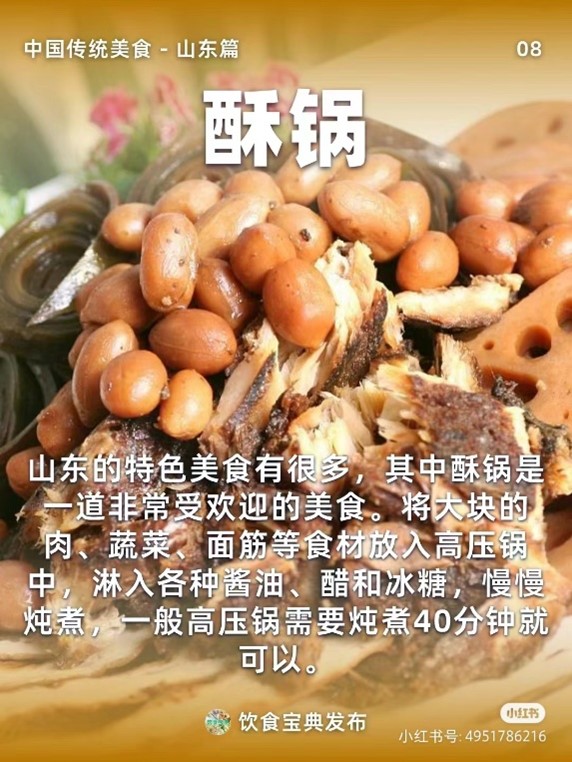 中国传统美食 - 山东篇
08
酥锅
山东的特色美食有很多，其中酥锅是
一道非常受欢迎的美食。将大块的
肉、蔬菜、面筋等食材放入高压锅
中，淋入各种酱油、醋和冰糖，慢慢
炖煮，一般高压锅需要炖煮40分钟就
可以。
饮食宝典发布
小红书
小红书号: 4951786216